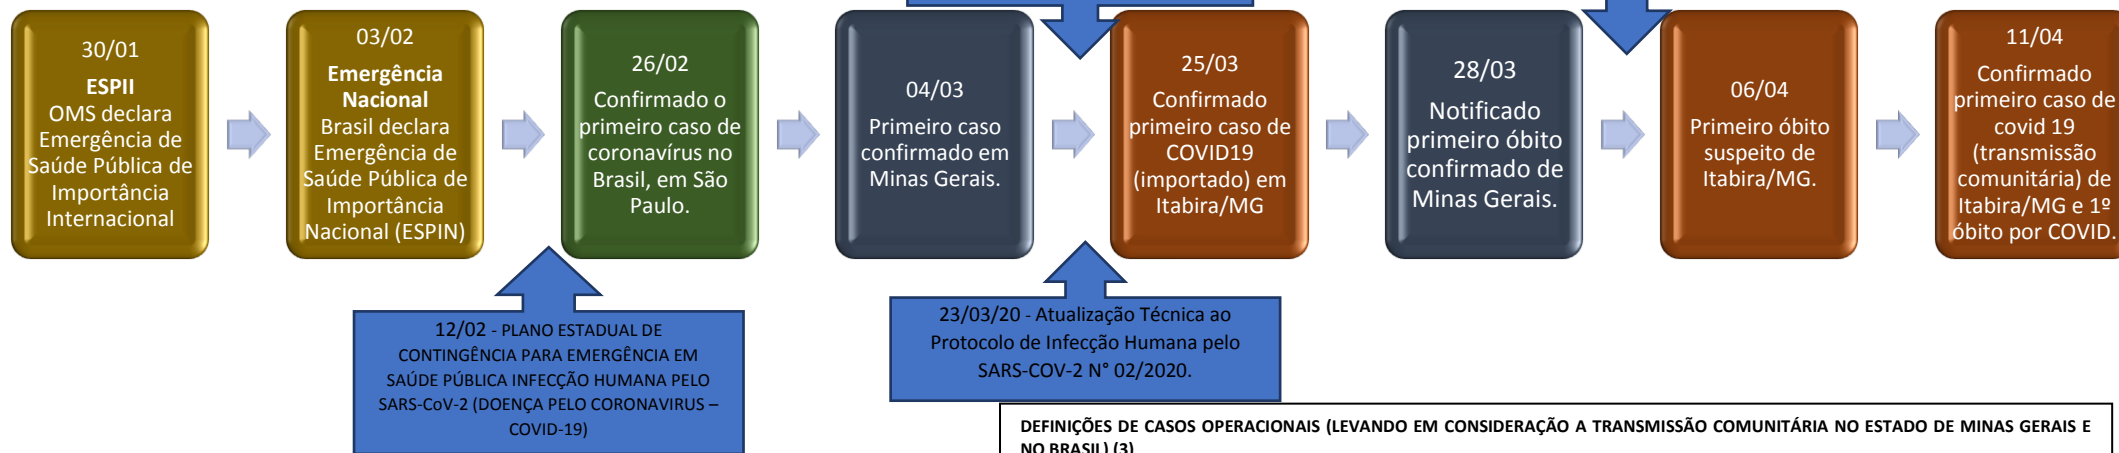 30/01
ESPII
OMS declara
Emergência de
Saúde Pública de
Importância
Internacional
03/02
Emergência
Nacional
Brasil declara
Emergência de
Saúde Pública de
Importância
Nacional (ESPIN)
26/02
Confirmado o
primeiro caso de
coronavírus no
Brasil, em São
Paulo.
04/03
Primeiro caso
confirmado em
Minas Gerais.
25/03
Confirmado
primeiro caso de
COVID19
(importado) em
Itabira/MG
28/03
Notificado
primeiro óbito
confirmado de
Minas Gerais.
06/04
Primeiro óbito
suspeito de
Itabira/MG.
11/04
Confirmado
primeiro caso de
covid 19
(transmissão
comunitária) de
Itabira/MG e 1º
óbito por COVID.
12/02 - PLANO ESTADUAL DE
CONTINGÊNCIA PARA EMERGÊNCIA EM
SAÚDE PÚBLICA INFECÇÃO HUMANA PELO
SARS-CoV-2 (DOENÇA PELO CORONAVIRUS –
COVID-19)
23/03/20 - Atualização Técnica ao
Protocolo de Infecção Humana pelo
SARS-COV-2 N° 02/2020.
DEFINIÇÕES DE CASOS OPERACIONAIS (LEVANDO EM CONSIDERAÇÃO A TRANSMISSÃO COMUNITÁRIA NO ESTADO DE MINAS GERAIS E
NO BRASIL) (3)